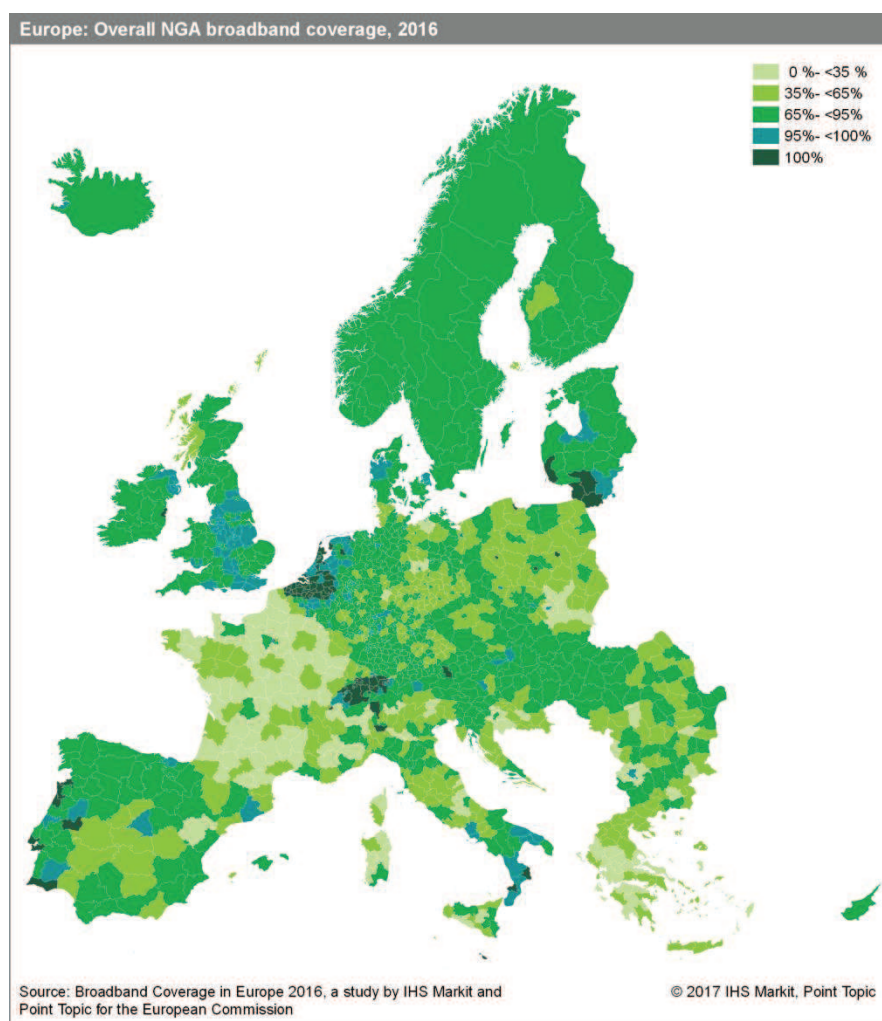 Europe: Overall NGA broadband coverage, 2016
0 %- <35 %
35%- <65%
65%- <95%
95%- <100%
100%
Source: Broadband Coverage in Europe 2016, a study by IHS Markit and
Point Topic for the European Commission
© 2017 IHS Markit, Point Topic